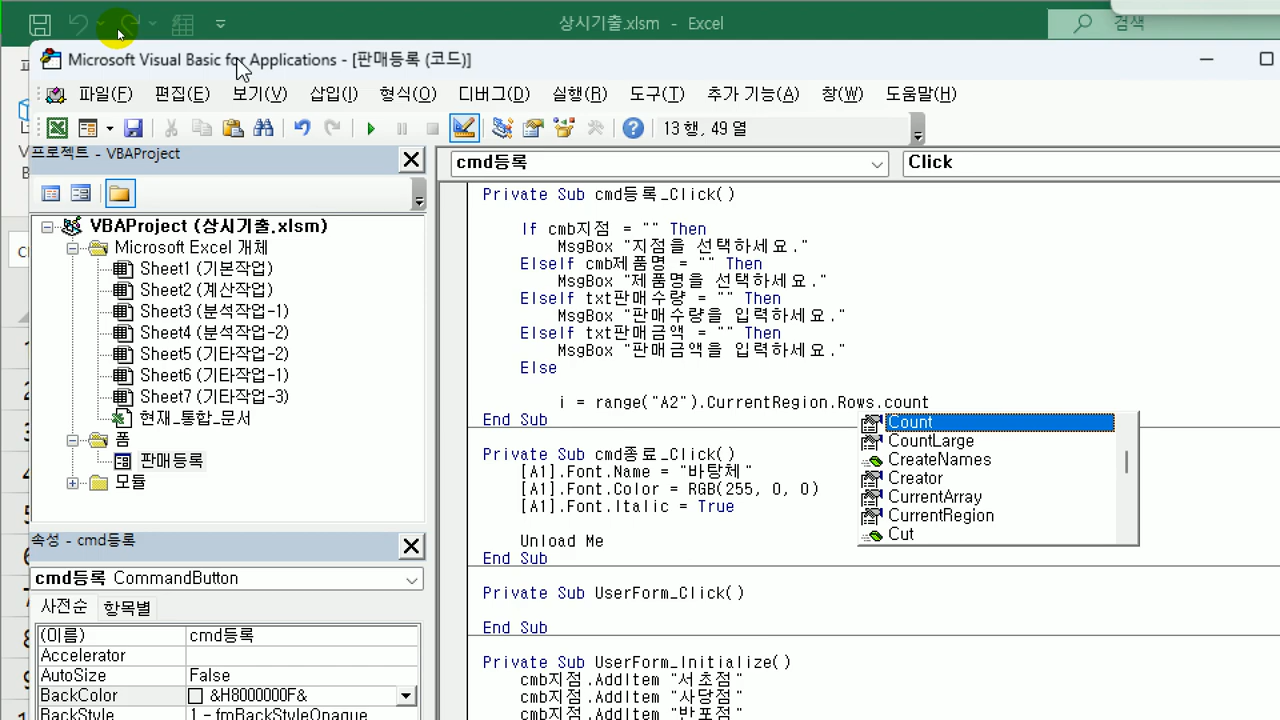 상시기출.xlsm - Excel
검색
Microsoft Visual Basic for Applications - [판매등록 (코드)]
파일(F) 편집(E) 보기(V) 삽입(I) 형식(O) 디버그(D) 실행(R) 도구(T) 추가 기능(A) 창(W) 도움말(H)
13 행, 49 열
프로젝트 - VBAProject
VBAProject (상시기출.xlsm)
Microsoft Excel 개체
Sheet1 (기본작업)
Sheet2 (계산작업)
Sheet3 (분석작업-1)
Sheet4 (분석작업-2)
Sheet5 (기타작업-2)
Sheet6 (기타작업-1)
Sheet7 (기타작업-3)
현재_통합_문서
폼
판매등록
모듈
속성 - cmd등록
cmd등록 CommandButton
사전순 항목별
(이름) cmd등록
Accelerator
AutoSize False
BackColor &H8000000F&
BackStyle 1 - fmBackStyleOpaque
cmd등록 Click
Private Sub cmd등록_Click()
If cmb지점 = "" Then
MsgBox "지점을 선택하세요."
ElseIf cmb제품명 = "" Then
MsgBox "제품명을 선택하세요."
ElseIf txt판매수량 = "" Then
MsgBox "판매수량을 입력하세요."
ElseIf txt판매금액 = "" Then
MsgBox "판매금액을 입력하세요."
Else
i = range("A2").CurrentRegion.Rows.count
End Sub
Count
CountLarge
CreateNames
Creator
CurrentArray
CurrentRegion
Cut
Private Sub cmd종료_Click()
[A1].Font.Name = "바탕체"
[A1].Font.Color = RGB(255, 0, 0)
[A1].Font.Italic = True
Unload Me
End Sub
Private Sub UserForm_Click()
End Sub
Private Sub UserForm_Initialize()
cmb지점.AddItem "서초점"
cmb지점.AddItem "사당점"
cmb지점.AddItem "반포점"